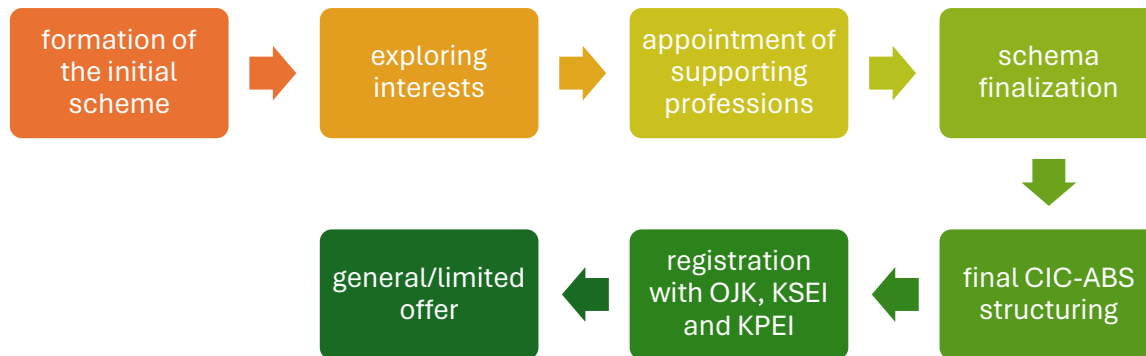 formation of
the initial
scheme
exploring
interests
appointment of
supporting
professions
schema
finalization
final CIC-ABS
structuring
registration
with OJK, KSEI
and KPEI
general/limited
offer